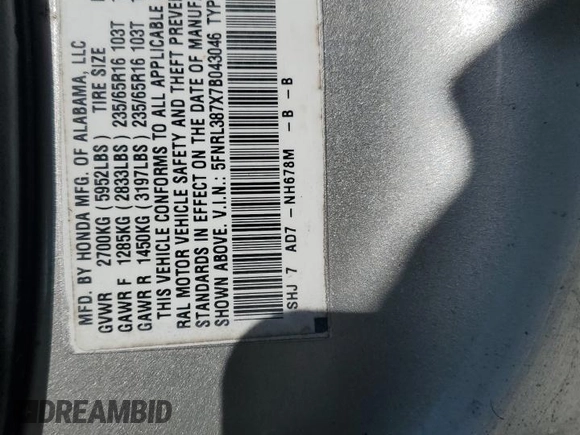 MFD. BY HONDA MFG. OF ALABAMA, LLC
GVWR 2700KG (5952LBS) TIRE SIZE
GAWR F 1285KG (2833LBS) 235/65R16 103T
GAWR R 1450KG (3197LBS) 235/65R16 103T
THIS VEHICLE CONFORMS TO ALL APPLICABLE
RAL MOTOR VEHICLE SAFETY AND THEFT PREVE
STANDARDS IN EFFECT ON THE DATE OF MANUF
SHOWN ABOVE. V.I.N.: 5FNRL387X7B043046 TYP
SHJ 7 AD7 -NH678M -B -B
DREAMBID